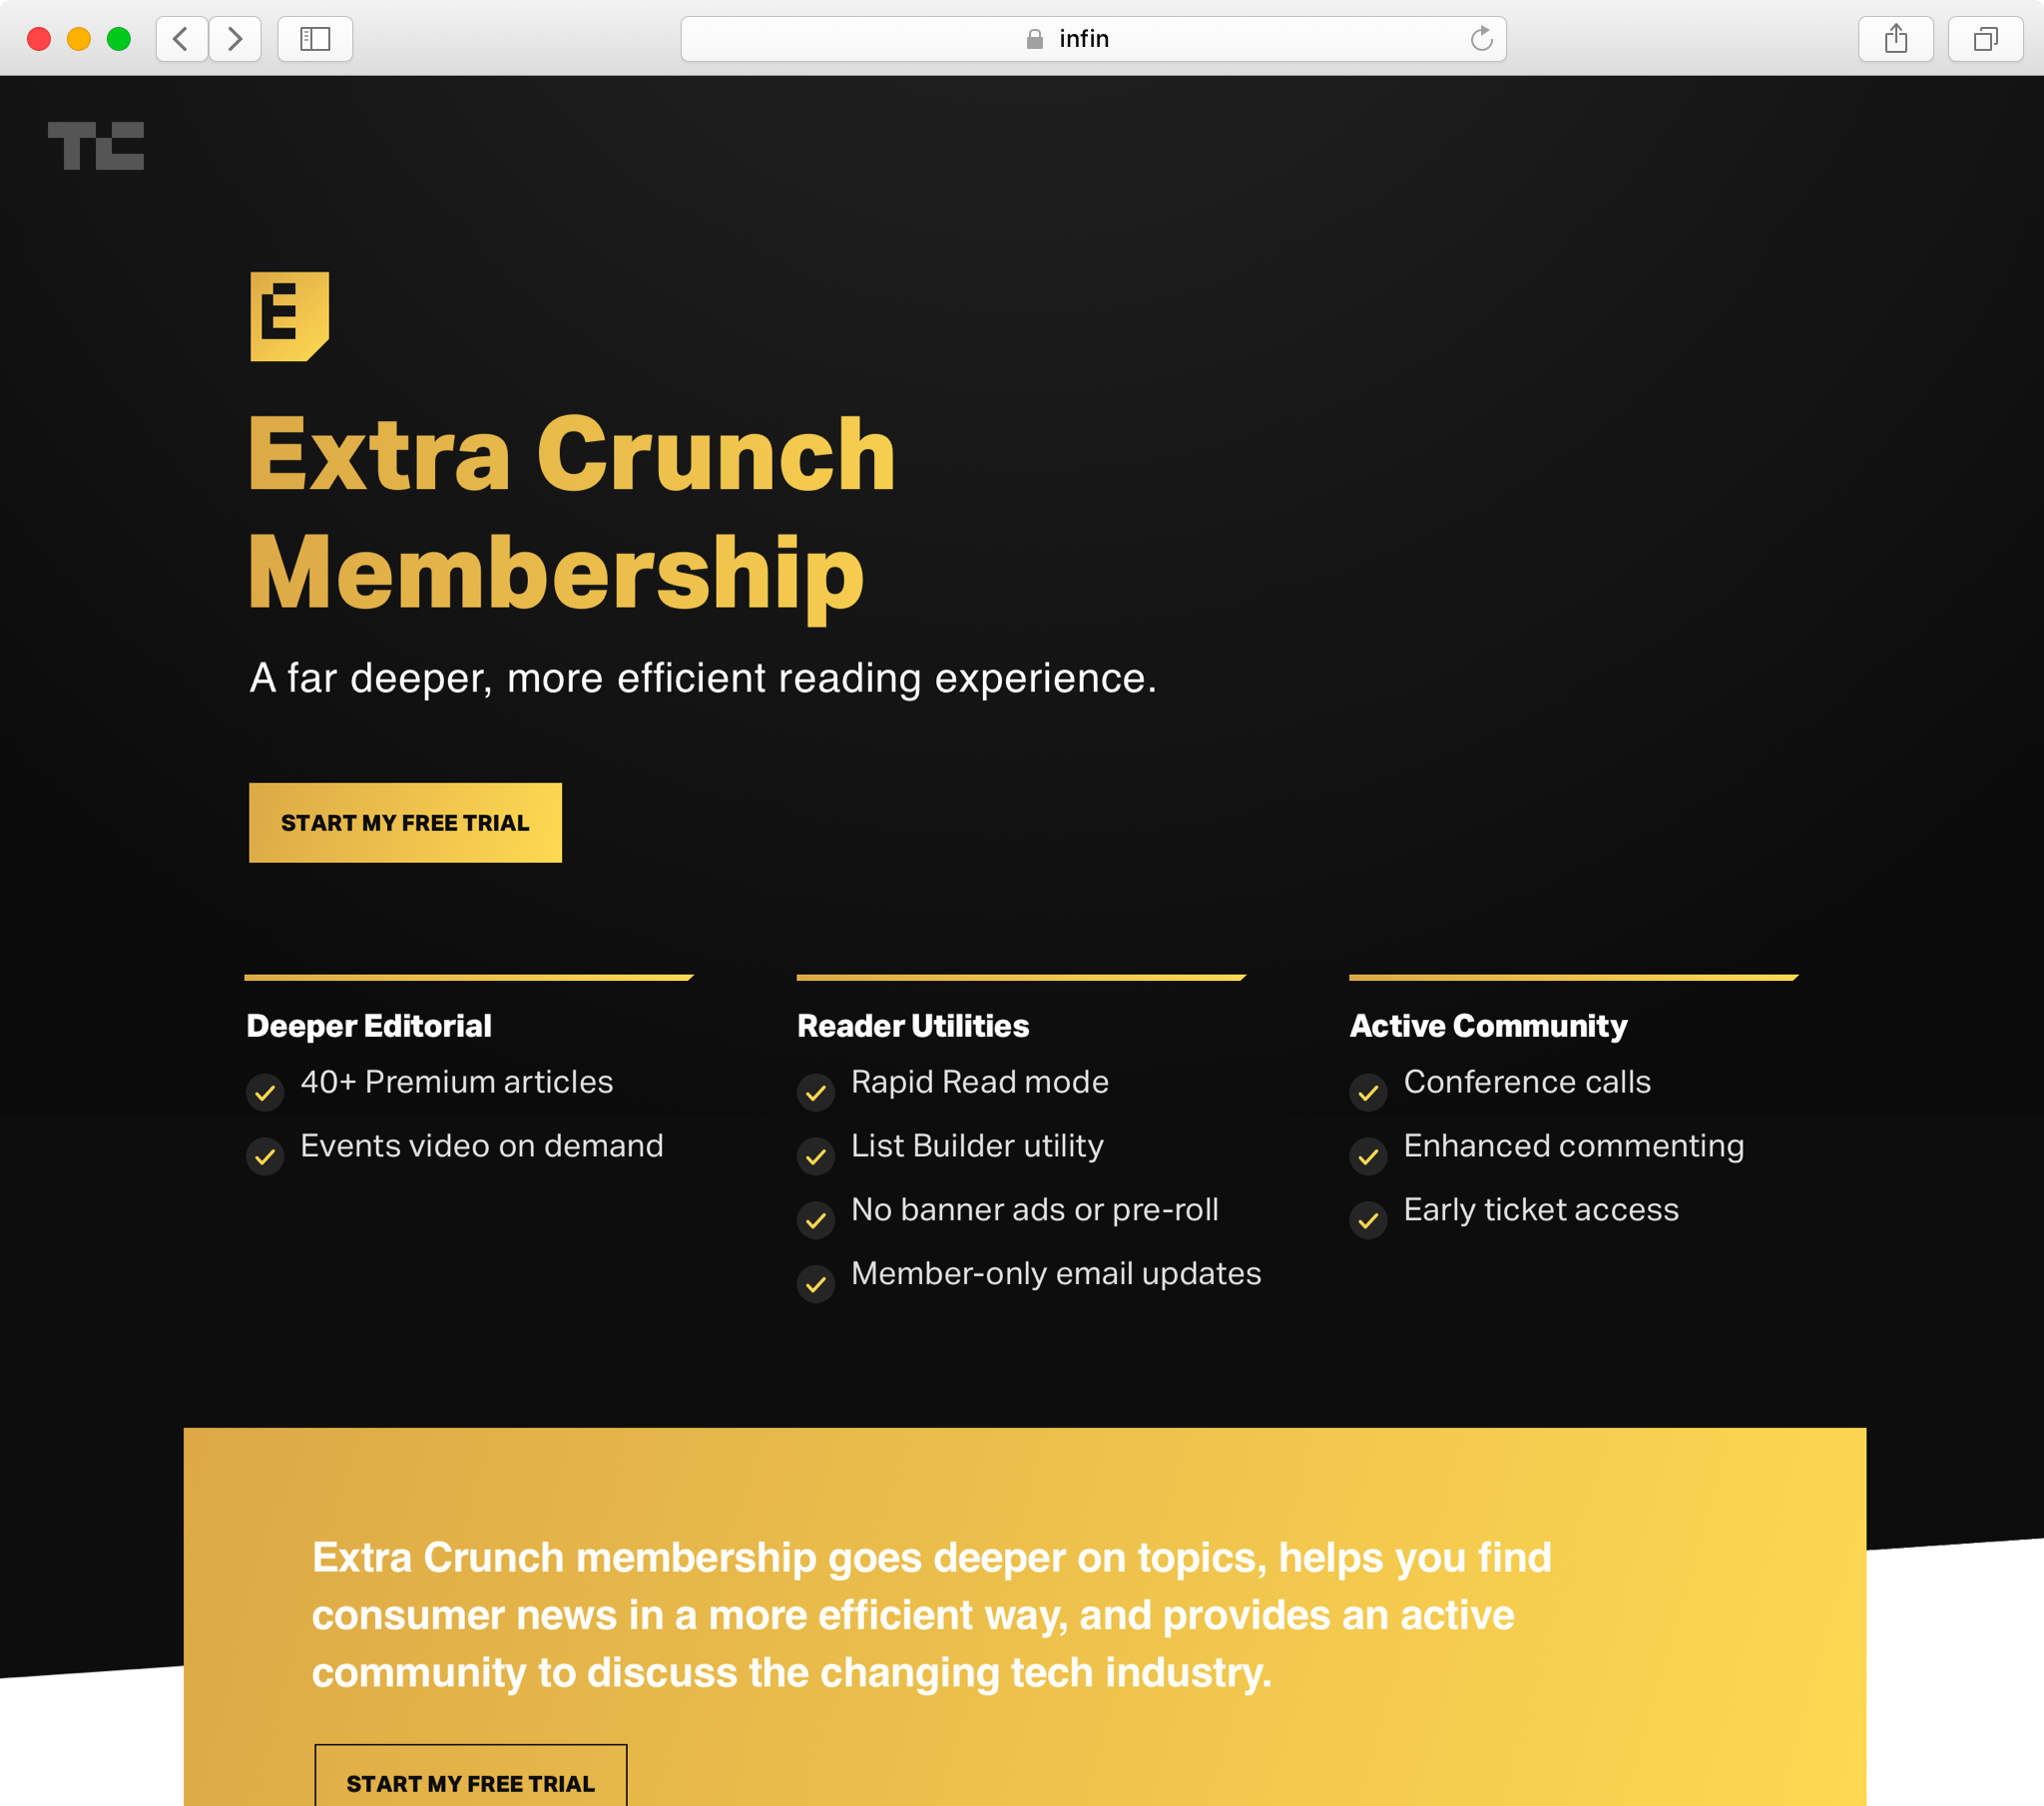 infin
TC
E
Extra Crunch
Membership
A far deeper, more efficient reading experience.
START MY FREE TRIAL
Deeper Editorial
40+ Premium articles
Events video on demand
Reader Utilities
Rapid Read mode
List Builder utility
No banner ads or pre-roll
Member-only email updates
Active Community
Conference calls
Enhanced commenting
Early ticket access
Extra Crunch membership goes deeper on topics, helps you find
consumer news in a more efficient way, and provides an active
community to discuss the changing tech industry.
START MY FREE TRIAL